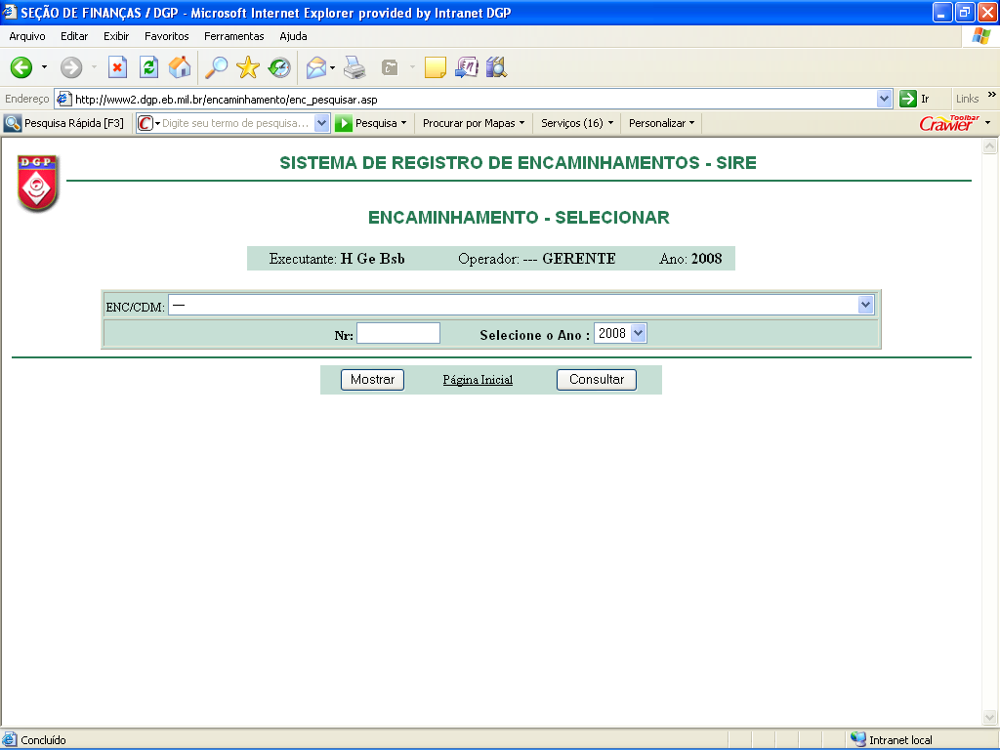 SEÇÃO DE FINANÇAS / DGP - Microsoft Internet Explorer provided by Intranet DGP
Arquivo Editar Exibir Favoritos Ferramentas Ajuda
Endereço http://www2.dgp.eb.mil.br/encaminhamento/enc_pesquisar.asp Ir Links »
Pesquisa Rápida [F3] C Digite seu termo de pesquisa... Pesquisa Procurar por Mapas Serviços (16) Personalizar Crawler Toolbar
DGP
SISTEMA DE REGISTRO DE ENCAMINHAMENTOS - SIRE
ENCAMINHAMENTO - SELECIONAR
Executante: H Ge Bsb Operador: --- GERENTE Ano: 2008
ENC/CDM: ---
Nr: Selecione o Ano : 2008
Mostrar Página Inicial Consultar
Concluído Intranet local